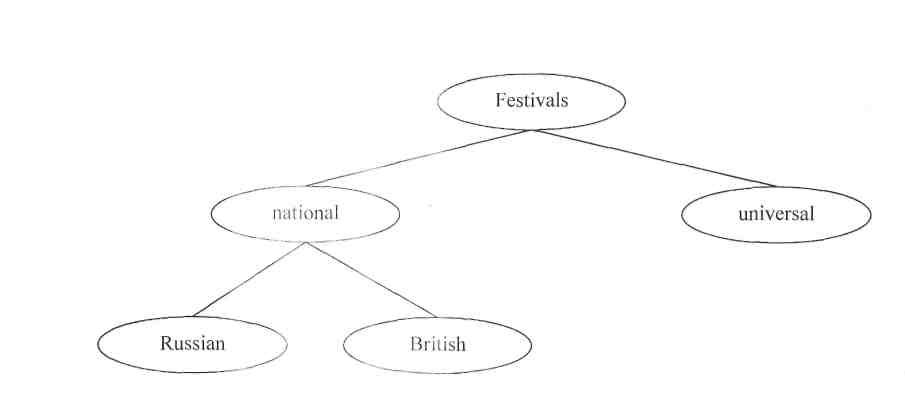 Festivals
national
universal
Russian
British